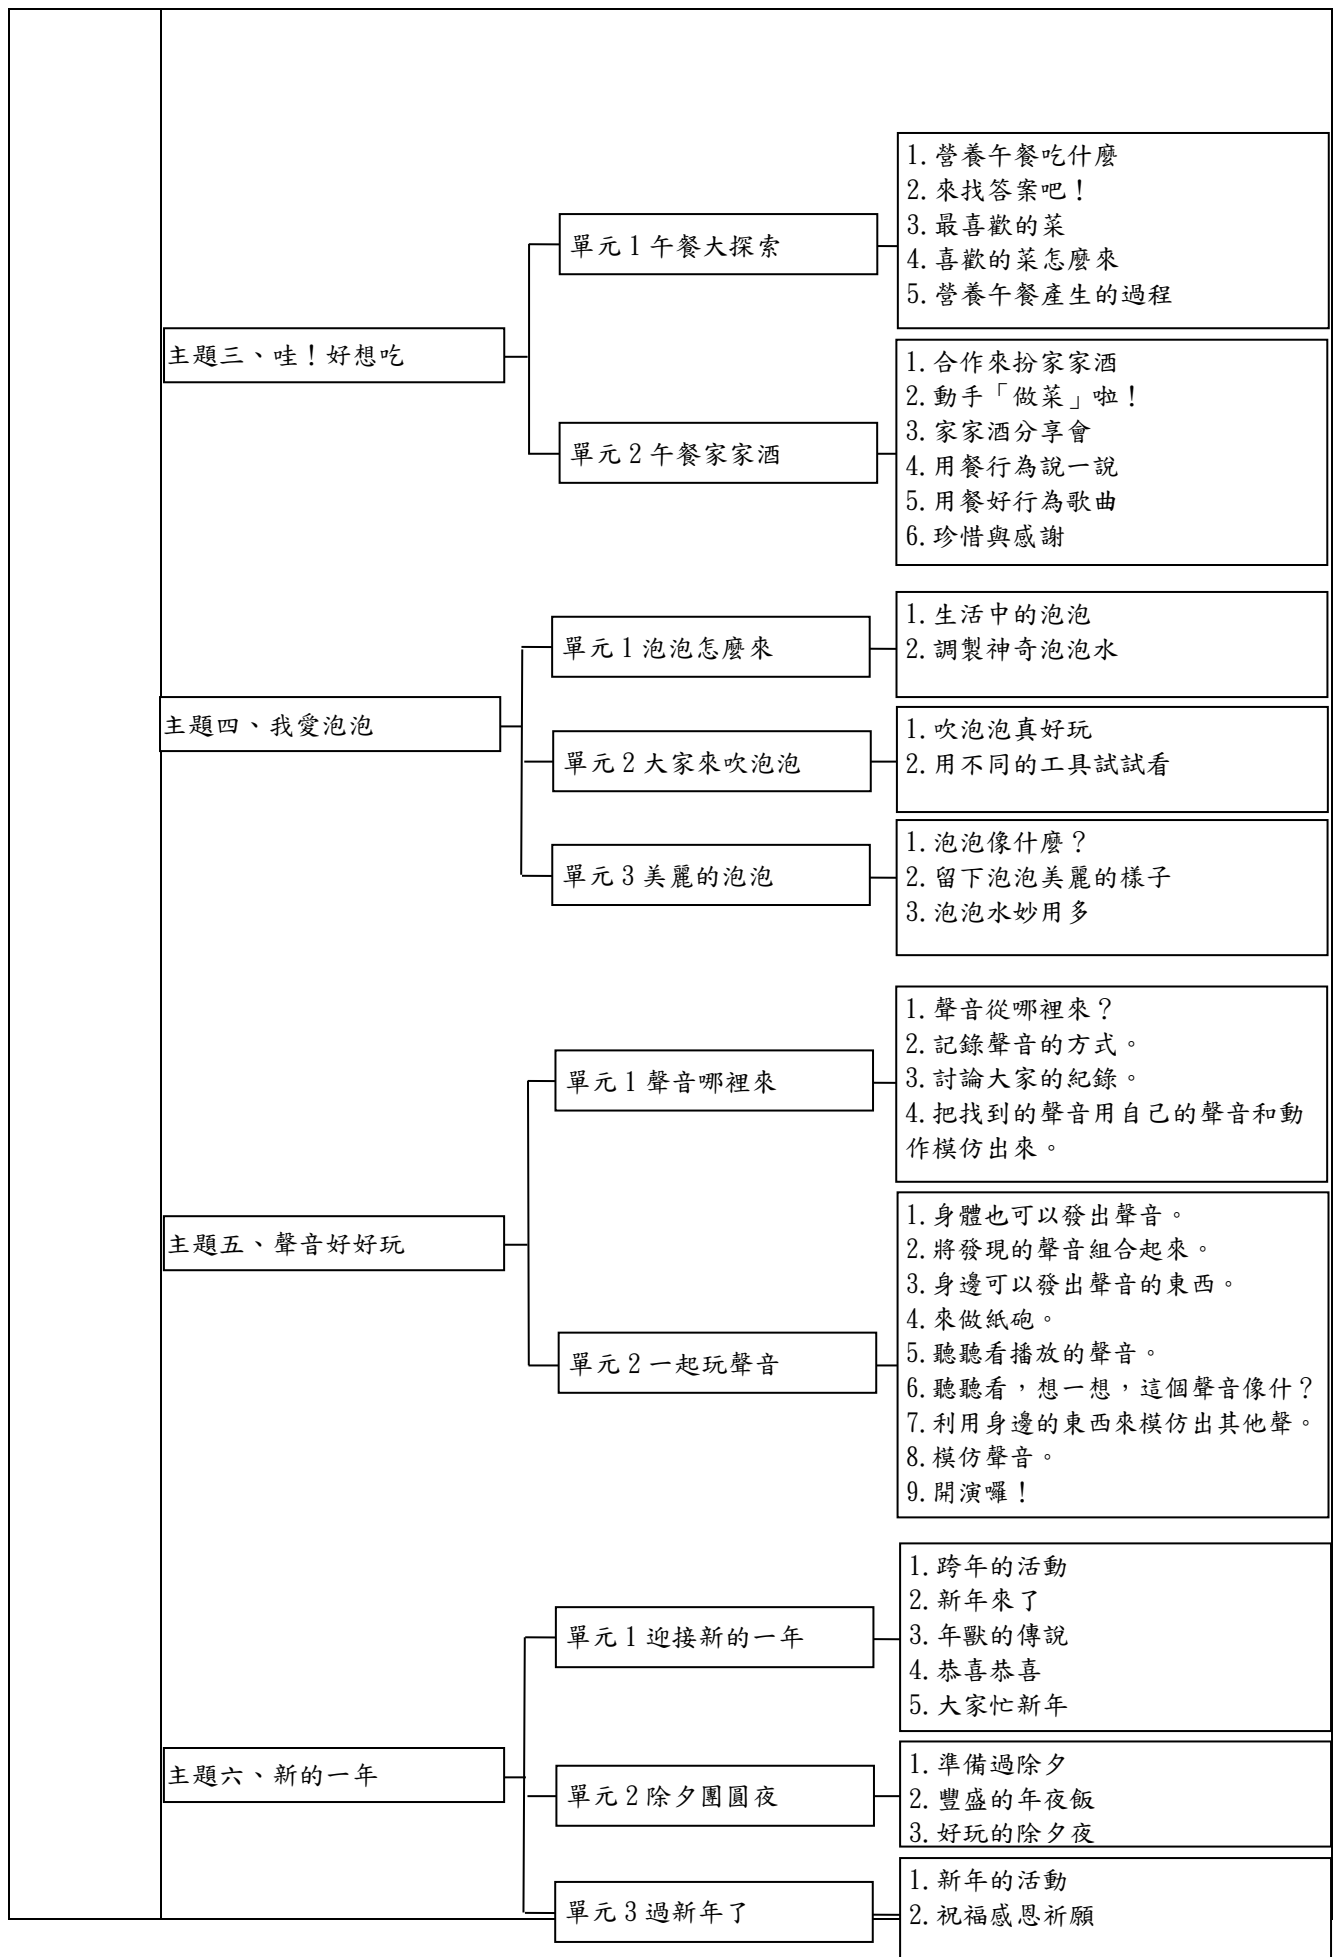 主題三、哇！好想吃
單元 1 午餐大探索
1. 營養午餐吃什麼
2. 來找答案吧！
3. 最喜歡的菜
4. 喜歡的菜怎麼來
5. 營養午餐產生的過程
單元 2 午餐家家酒
1. 合作來扮家家酒
2. 動手「做菜」啦！
3. 家家酒分享會
4. 用餐行為說一說
5. 用餐好行為歌曲
6. 珍惜與感謝
主題四、我愛泡泡
單元 1 泡泡怎麼來
1. 生活中的泡泡
2. 調製神奇泡泡水
單元 2 大家來吹泡泡
1. 吹泡泡真好玩
2. 用不同的工具試試看
單元 3 美麗的泡泡
1. 泡泡像什麼？
2. 留下泡泡美麗的樣子
3. 泡泡水妙用多
主題五、聲音好好玩
單元 1 聲音哪裡來
1. 聲音從哪裡來？
2. 記錄聲音的方式。
3. 討論大家的紀錄。
4. 把找到的聲音用自己的聲音和動
作模仿出來。
單元 2 一起玩聲音
1. 身體也可以發出聲音。
2. 將發現的聲音組合起來。
3. 身邊可以發出聲音的東西。
4. 來做紙砲。
5. 聽聽看播放的聲音。
6. 聽聽看，想一想，這個聲音像什？
7. 利用身邊的東西來模仿出其他聲。
8. 模仿聲音。
9. 開演囉！
主題六、新的一年
單元 1 迎接新的一年
1. 跨年的活動
2. 新年來了
3. 年獸的傳說
4. 恭喜恭喜
5. 大家忙新年
單元 2 除夕團圓夜
1. 準備過除夕
2. 豐盛的年夜飯
3. 好玩的除夕夜
單元 3 過新年了
1. 新年的活動
2. 祝福感恩祈願